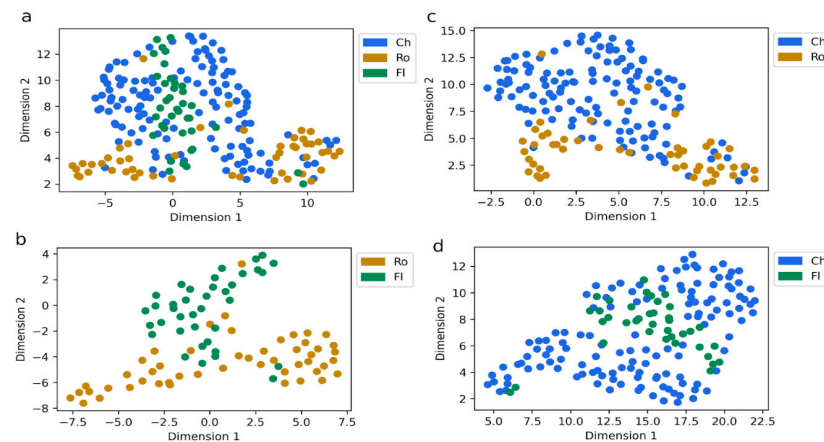 a
Dimension 2
12
10
8
6
4
2
−5
0
5
10
Dimension 1
Ch
Ro
Fl
c
Dimension 2
15.0
12.5
10.0
7.5
5.0
2.5
−2.5
0.0
2.5
5.0
7.5
10.0
12.5
Dimension 1
Ch
Ro
b
Dimension 2
4
2
0
−2
−4
−6
−8
−7.5
−5.0
−2.5
0.0
2.5
5.0
7.5
Dimension 1
Ro
Fl
d
Dimension 2
12
10
8
6
4
2
5.0
7.5
10.0
12.5
15.0
17.5
20.0
22.5
Dimension 1
Ch
Fl